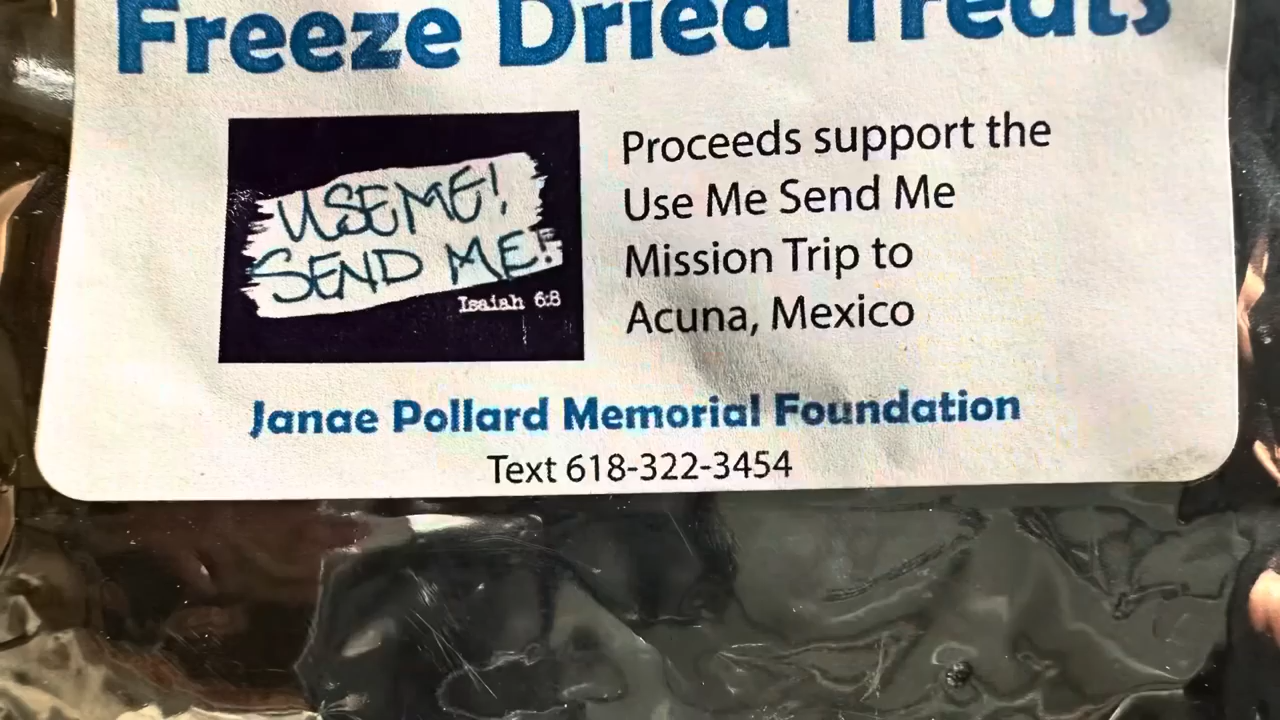 Freeze Dried Treats
USE ME!
SEND ME!
Isaiah 6:8
Proceeds support the
Use Me Send Me
Mission Trip to
Acuna, Mexico
Janae Pollard Memorial Foundation
Text 618-322-3454